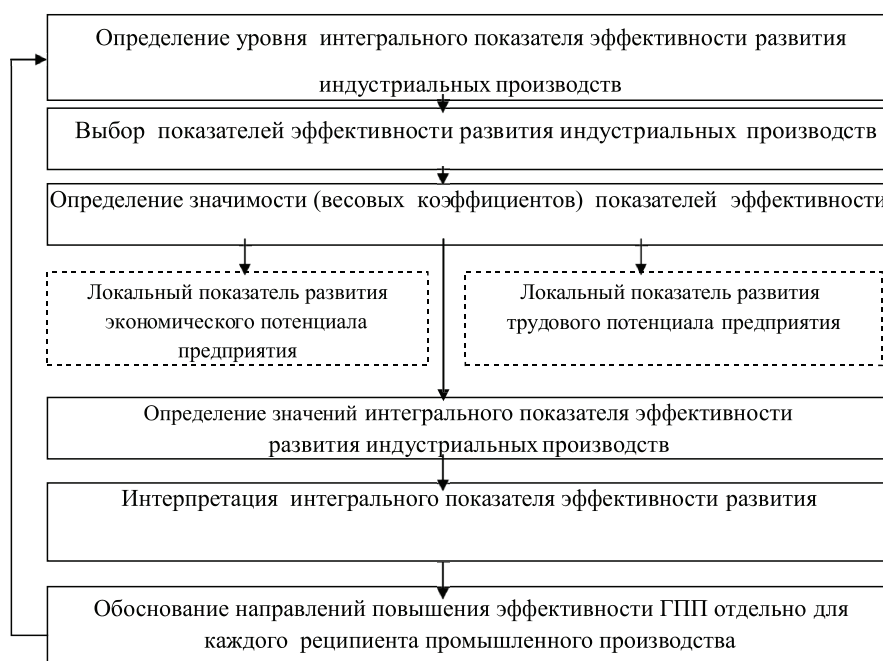 Определение уровня интегрального показателя эффективности развития
индустриальных производств
Выбор показателей эффективности развития индустриальных производств
Определение значимости (весовых коэффициентов) показателей эффективности
Локальный показатель развития
экономического потенциала
предприятия
Локальный показатель развития
трудового потенциала предприятия
Определение значений интегрального показателя эффективности
развития индустриальных производств
Интерпретация интегрального показателя эффективности развития
Обоснование направлений повышения эффективности ГПП отдельно для
каждого реципиента промышленного производства